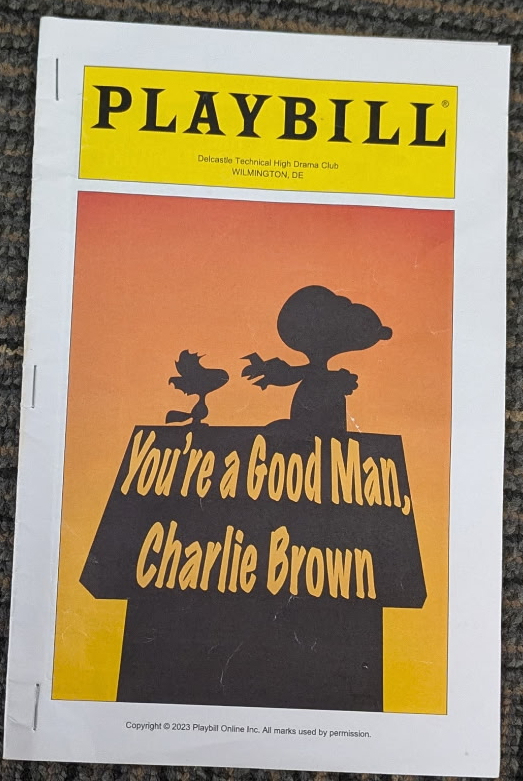 PLAYBILL®
Delcastle Technical High Drama Club
WILMINGTON, DE
You're a Good Man,
Charlie Brown
Copyright © 2023 Playbill Online Inc. All marks used by permission.